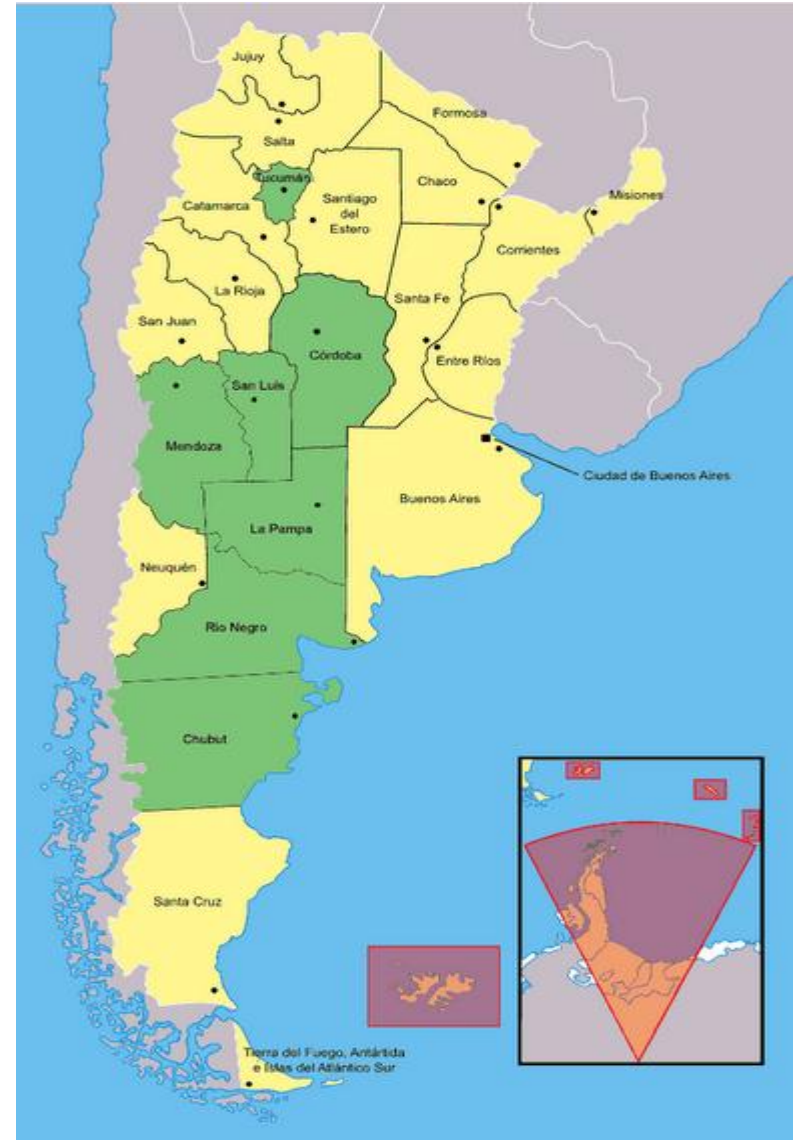 Jujuy
Formosa
Salta
Tucumán
Chaco
Misiones
Catamarca
Santiago
del
Estero
Corrientes
La Rioja
Santa Fe
San Juan
Córdoba
Entre Ríos
San Luis
Mendoza
Ciudad de Buenos Aires
Buenos Aires
La Pampa
Neuquén
Rio Negro
Chubut
Santa Cruz
Tierra del Fuego, Antártida
e Islas del Atlántico Sur